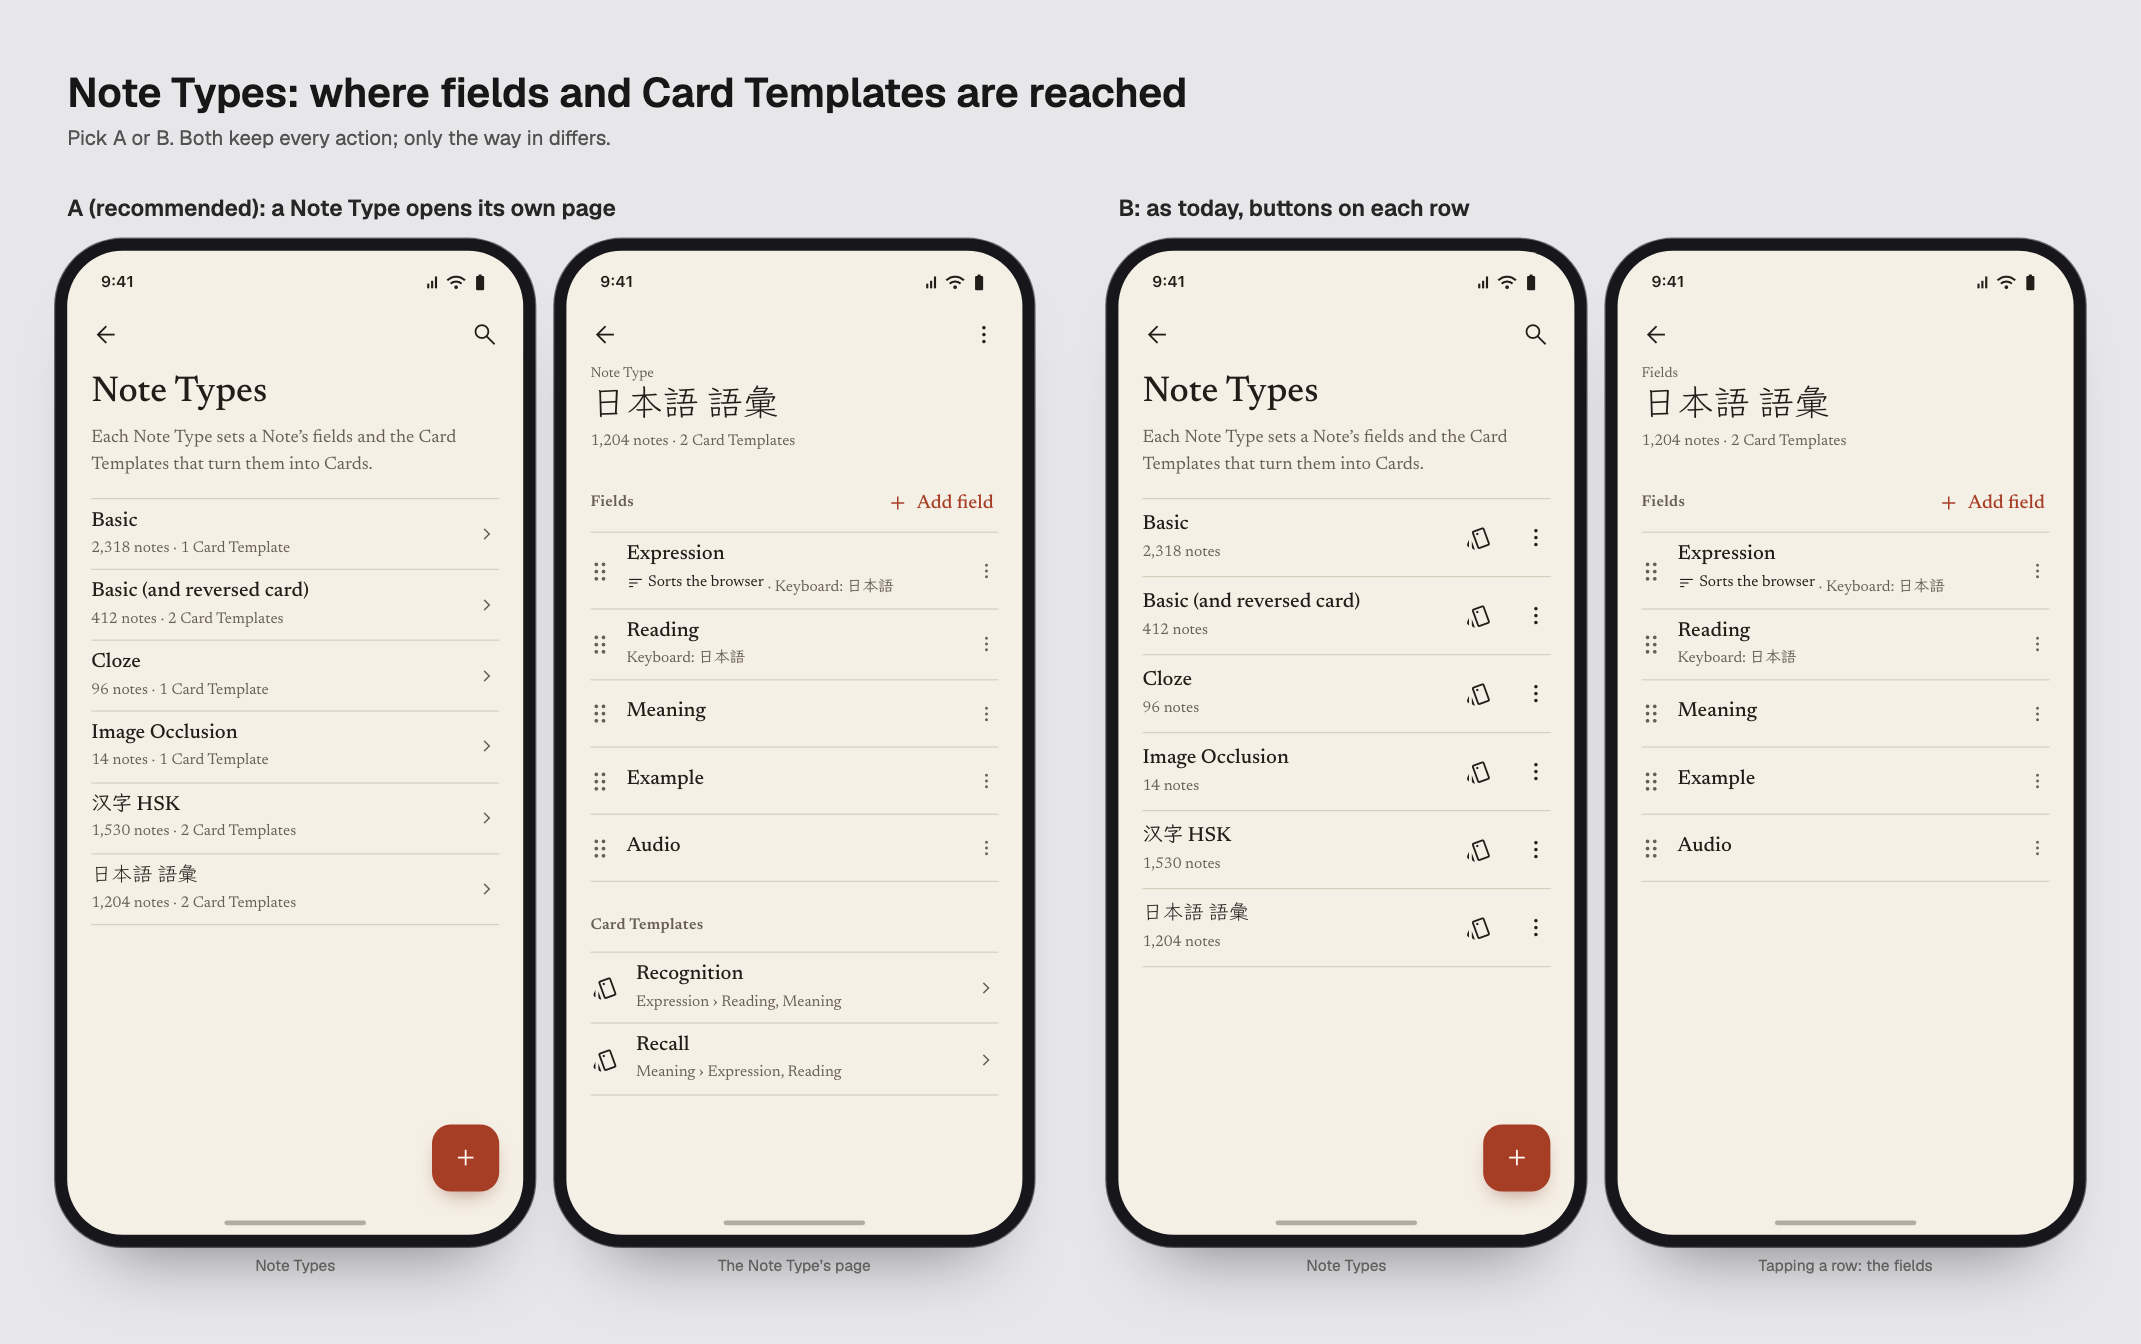 Note Types: where fields and Card Templates are reached
Pick A or B. Both keep every action; only the way in differs.
A (recommended): a Note Type opens its own page
9:41
Note Types
Each Note Type sets a Note’s fields and the Card
Templates that turn them into Cards.
Basic
2,318 notes · 1 Card Template
Basic (and reversed card)
412 notes · 2 Card Templates
Cloze
96 notes · 1 Card Template
Image Occlusion
14 notes · 1 Card Template
汉字 HSK
1,530 notes · 2 Card Templates
日本語 語彙
1,204 notes · 2 Card Templates
Note Types
9:41
Note Type
日本語 語彙
1,204 notes · 2 Card Templates
Fields
+ Add field
Expression
Sorts the browser · Keyboard: 日本語
Reading
Keyboard: 日本語
Meaning
Example
Audio
Card Templates
Recognition
Expression › Reading, Meaning
Recall
Meaning › Expression, Reading
The Note Type’s page
B: as today, buttons on each row
9:41
Note Types
Each Note Type sets a Note’s fields and the Card
Templates that turn them into Cards.
Basic
2,318 notes
Basic (and reversed card)
412 notes
Cloze
96 notes
Image Occlusion
14 notes
汉字 HSK
1,530 notes
日本語 語彙
1,204 notes
Note Types
9:41
Fields
日本語 語彙
1,204 notes · 2 Card Templates
Fields
+ Add field
Expression
Sorts the browser · Keyboard: 日本語
Reading
Keyboard: 日本語
Meaning
Example
Audio
Tapping a row: the fields